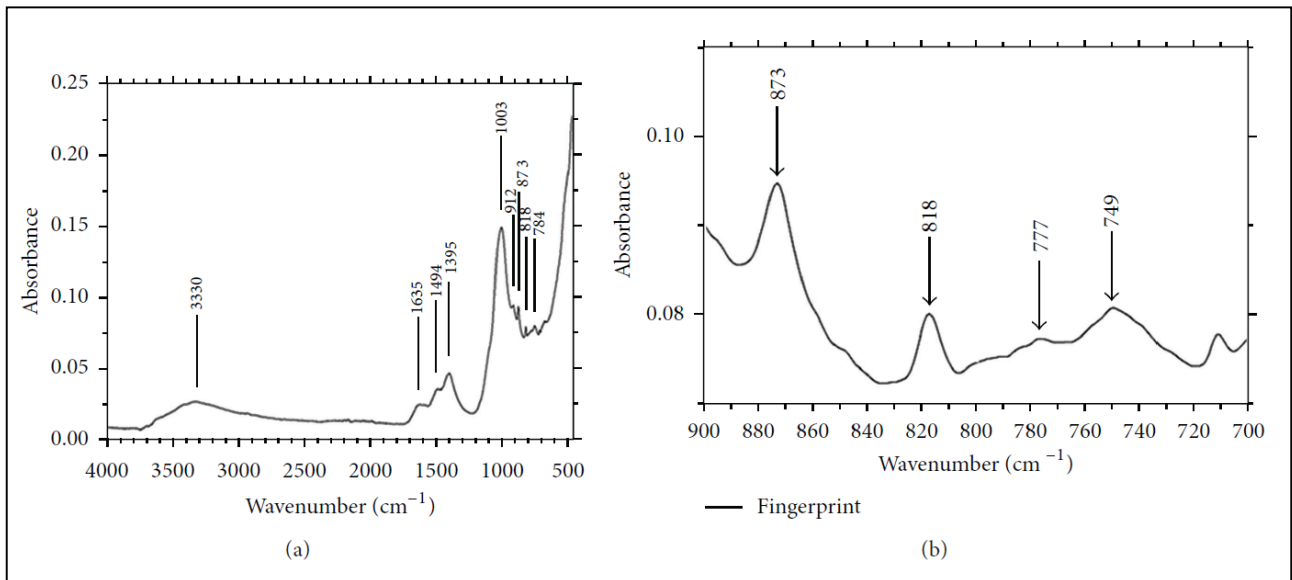 0.25
0.20
0.15
0.10
0.05
0.00
Absorbance
3330
1635
1494
1395
1003
912
87 3
818
784
4000 3500 3000 2500 2000 1500 1000 500
Wavenumber (cm−1)
(a)
0.10
0.08
Absorbance
873
818
777
749
900 880 860 840 820 800 780 760 740 720 700
Wavenumber (cm −1)
Fingerprint
(b)